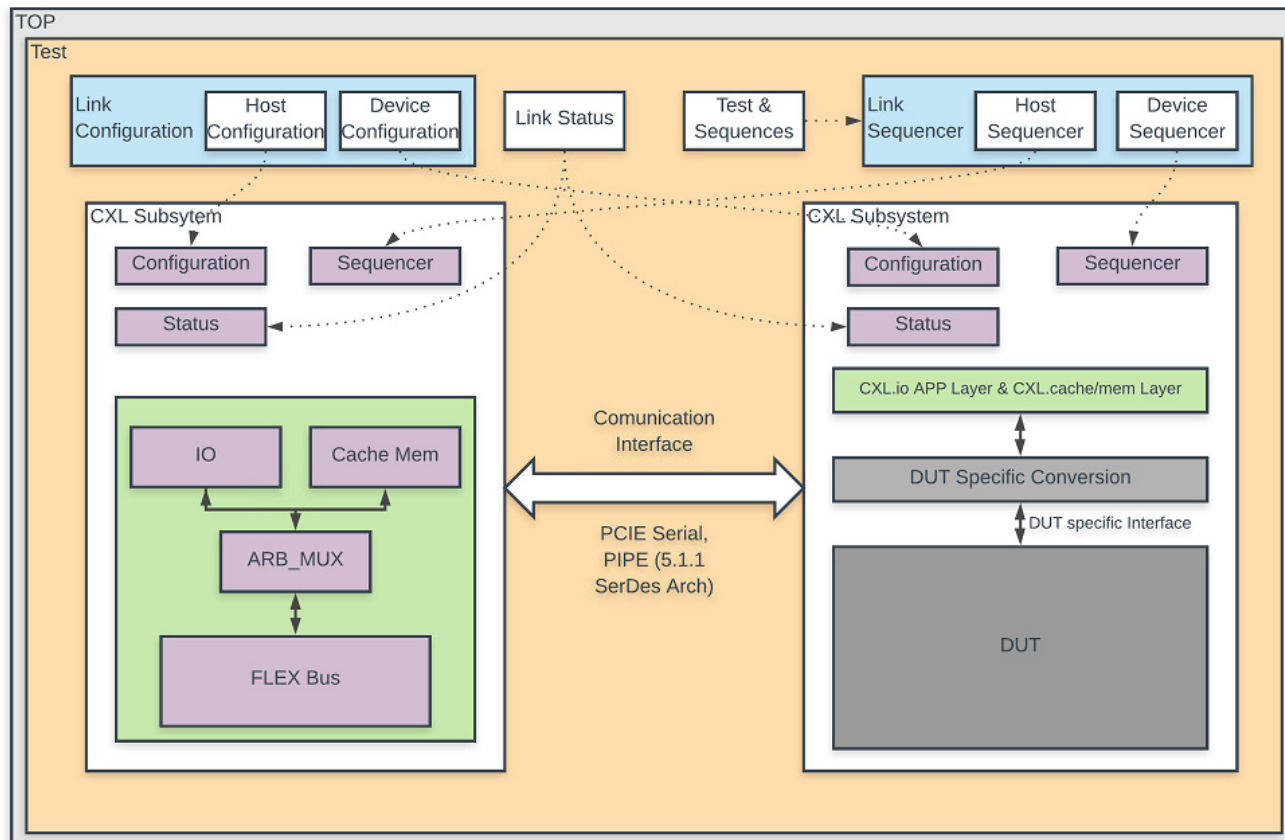 TOP
Test
Link
Configuration
Host
Configuration
Device
Configuration
Link Status
Test &
Sequences
Link
Sequencer
Host
Sequencer
Device
Sequencer
CXL Subsytem
Configuration
Sequencer
Status
IO
Cache Mem
ARB_MUX
FLEX Bus
Comunication
Interface
PCIE Serial,
PIPE (5.1.1
SerDes Arch)
CXL Subsystem
Configuration
Sequencer
Status
CXL.io APP Layer & CXL.cache/mem Layer
DUT Specific Conversion
DUT specific Interface
DUT